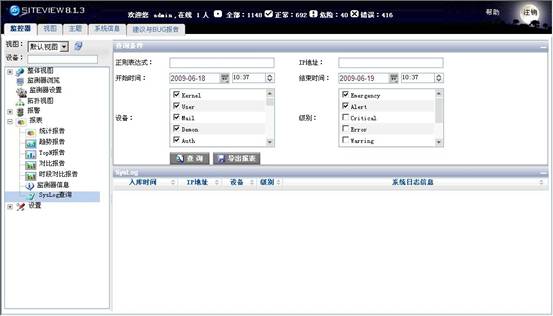 SITEVIEW 8.1.3
欢迎您 admin, 在线 1 人 全部:1148 正常:692 危险:40 错误:416
帮助 注销
监控器 视图 主题 系统信息 建议与BUG报告
视图: 默认视图
设备:
整体视图
监测器浏览
监测器设置
拓扑视图
报警
报表
统计报告
趋势报告
TopN报告
对比报告
时段对比报告
监测器信息
SysLog查询
设置
查询条件
正则表达式: IP地址:
开始时间: 2009-06-18 10:37 结束时间: 2009-06-19 10:37
设备: 级别:
Kernel Emergency
User Alert
Mail Critical
Demon Error
Auth Warring
查 询 导出报表
SysLog
入库时间 IP地址 设备 级别 系统日志信息